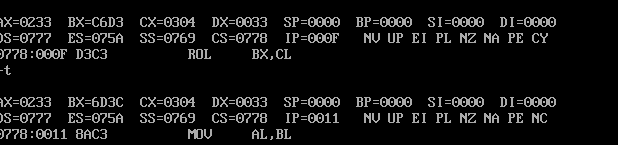 AX=0233  BX=C6D3  CX=0304  DX=0033  SP=0000  BP=0000  SI=0000  DI=0000
DS=0777  ES=075A  SS=0769  CS=0778  IP=000F   NV UP EI PL NZ NA PE CY
0778:000F D3C3          ROL     BX,CL
-t
AX=0233  BX=6D3C  CX=0304  DX=0033  SP=0000  BP=0000  SI=0000  DI=0000
DS=0777  ES=075A  SS=0769  CS=0778  IP=0011   NV UP EI PL NZ NA PE NC
0778:0011 8AC3          MOV     AL,BL